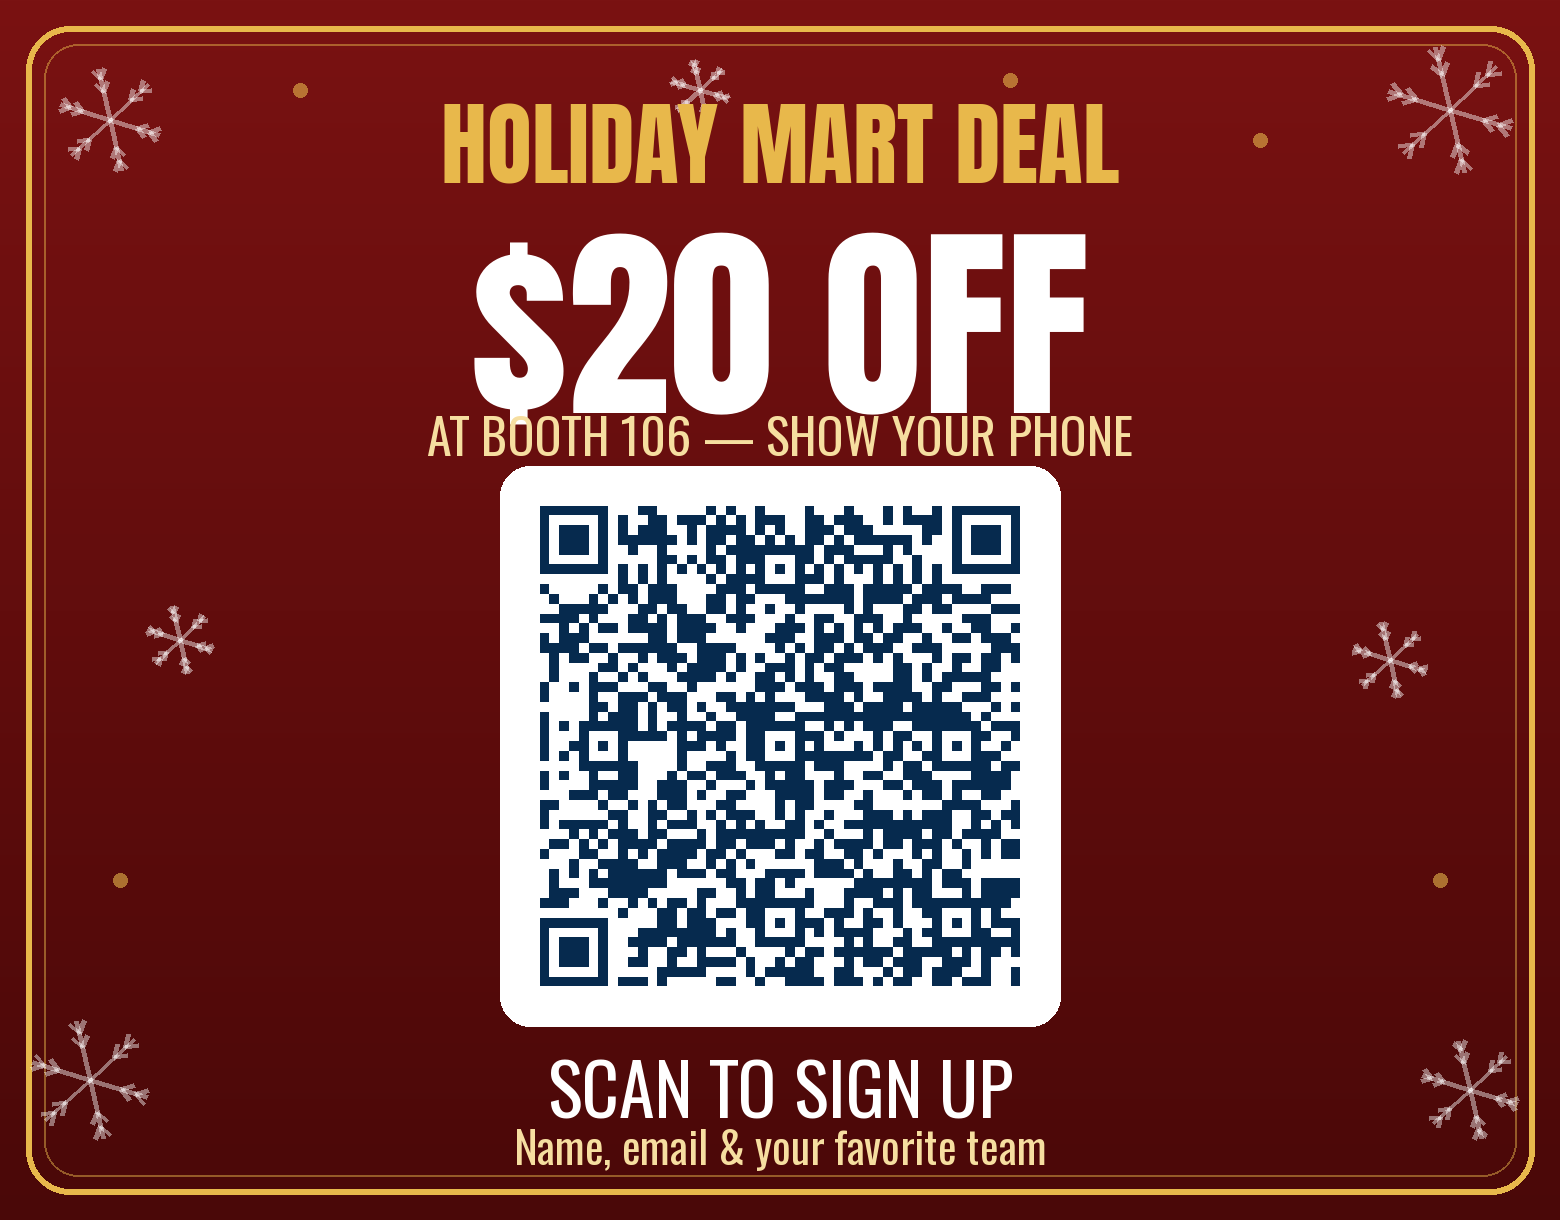 HOLIDAY MART DEAL
$20 OFF
AT BOOTH 106 — SHOW YOUR PHONE
SCAN TO SIGN UP
Name, email & your favorite team